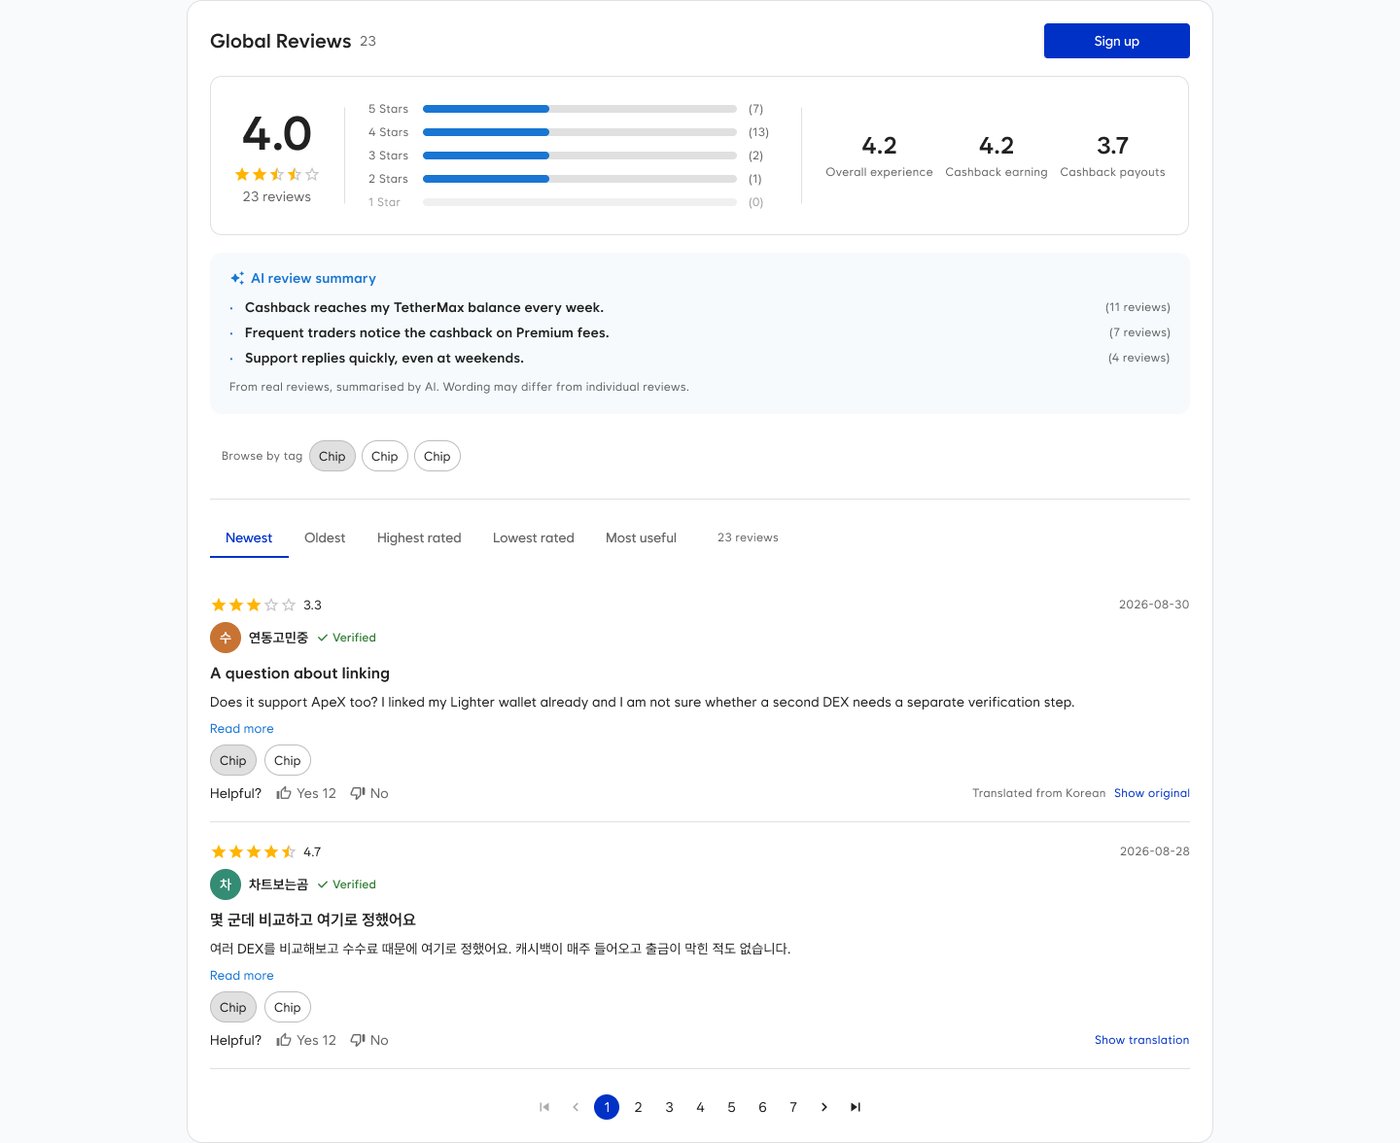 Global Reviews 23
Sign up
4.0
23 reviews
5 Stars (7)
4 Stars (13)
3 Stars (2)
2 Stars (1)
1 Star (0)
4.2
Overall experience
4.2
Cashback earning
3.7
Cashback payouts
AI review summary
· Cashback reaches my TetherMax balance every week. (11 reviews)
· Frequent traders notice the cashback on Premium fees. (7 reviews)
· Support replies quickly, even at weekends. (4 reviews)
From real reviews, summarised by AI. Wording may differ from individual reviews.
Browse by tag Chip Chip Chip
Newest Oldest Highest rated Lowest rated Most useful 23 reviews
3.3 2026-08-30
수 연동고민중 Verified
A question about linking
Does it support ApeX too? I linked my Lighter wallet already and I am not sure whether a second DEX needs a separate verification step.
Read more
Chip Chip
Helpful? Yes 12 No Translated from Korean Show original
4.7 2026-08-28
차 차트보는곰 Verified
몇 군데 비교하고 여기로 정했어요
여러 DEX를 비교해보고 수수료 때문에 여기로 정했어요. 캐시백이 매주 들어오고 출금이 막힌 적도 없습니다.
Read more
Chip Chip
Helpful? Yes 12 No Show translation
1 2 3 4 5 6 7